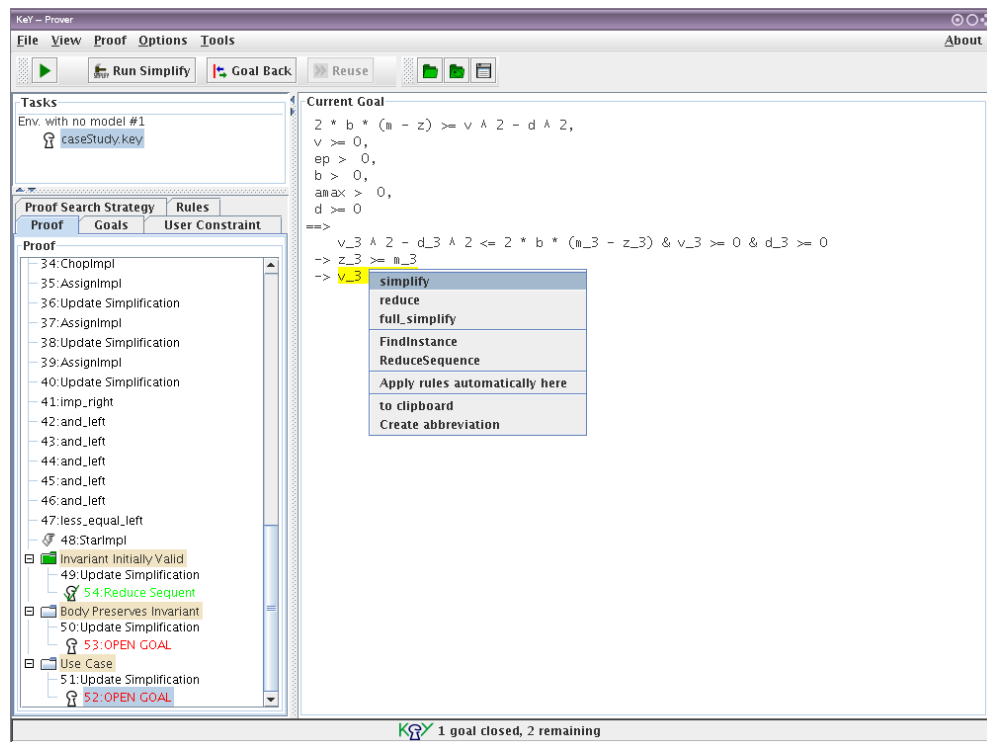 KeY – Prover
File View Proof Options Tools About
Run Simplify Goal Back Reuse
Tasks
Env. with no model #1
caseStudy.key
Proof Search Strategy Rules
Proof Goals User Constraint
Proof
34:ChopImpl
35:AssignImpl
36:Update Simplification
37:AssignImpl
38:Update Simplification
39:AssignImpl
40:Update Simplification
41:imp_right
42:and_left
43:and_left
44:and_left
45:and_left
46:and_left
47:less_equal_left
48:StarImpl
Invariant Initially Valid
49:Update Simplification
54:Reduce Sequent
Body Preserves Invariant
50:Update Simplification
53:OPEN GOAL
Use Case
51:Update Simplification
52:OPEN GOAL
Current Goal
2 * b * (m - z) >= v ^ 2 - d ^ 2,
v >= 0,
ep > 0,
b > 0,
amax > 0,
d >= 0
==>
v_3 ^ 2 - d_3 ^ 2 <= 2 * b * (m_3 - z_3) & v_3 >= 0 & d_3 >= 0
-> z_3 >= m_3
-> v_3
simplify
reduce
full_simplify
FindInstance
ReduceSequence
Apply rules automatically here
to clipboard
Create abbreviation
KeY 1 goal closed, 2 remaining